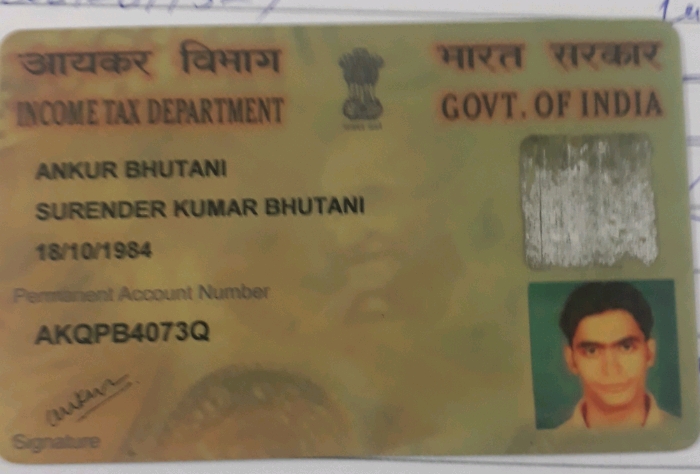 आयकर विभाग
भारत सरकार
INCOME TAX DEPARTMENT
GOVT. OF INDIA
ANKUR BHUTANI
SURENDER KUMAR BHUTANI
18/10/1984
Permanent Account Number
AKQPB4073Q
Ankur
Signature